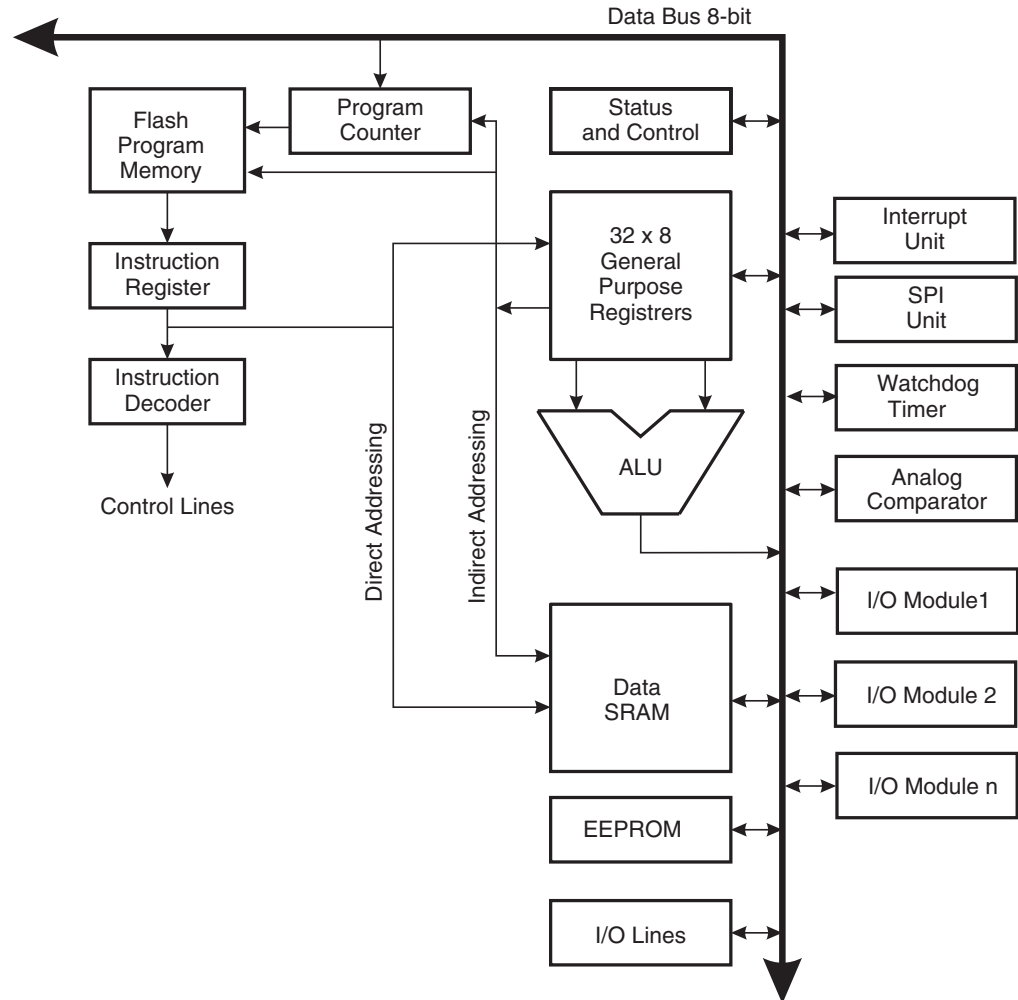 Data Bus 8-bit
Flash
Program
Memory
Program
Counter
Status
and Control
Interrupt
Unit
32 x 8
General
Purpose
Registrers
Instruction
Register
SPI
Unit
Instruction
Decoder
Watchdog
Timer
ALU
Analog
Comparator
Control Lines
Direct Addressing
Indirect Addressing
I/O Module1
Data
SRAM
I/O Module 2
I/O Module n
EEPROM
I/O Lines